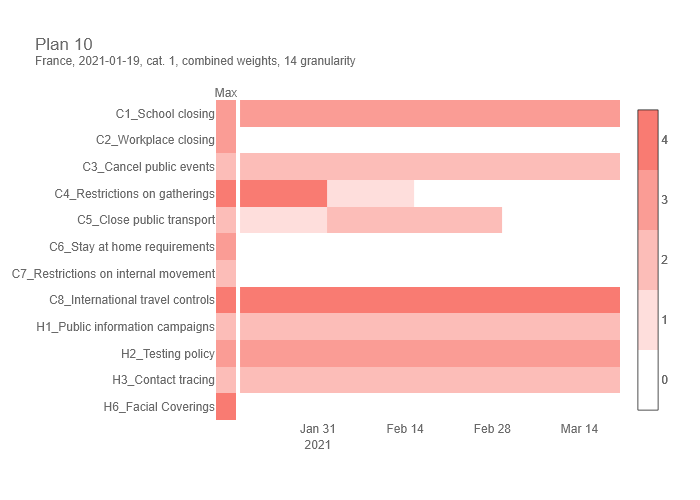 Plan 10
France, 2021-01-19, cat. 1, combined weights, 14 granularity
Max
C1_School closing
C2_Workplace closing
C3_Cancel public events
C4_Restrictions on gatherings
C5_Close public transport
C6_Stay at home requirements
C7_Restrictions on internal movement
C8_International travel controls
H1_Public information campaigns
H2_Testing policy
H3_Contact tracing
H6_Facial Coverings
Jan 31 Feb 14 Feb 28 Mar 14
2021
4
3
2
1
0